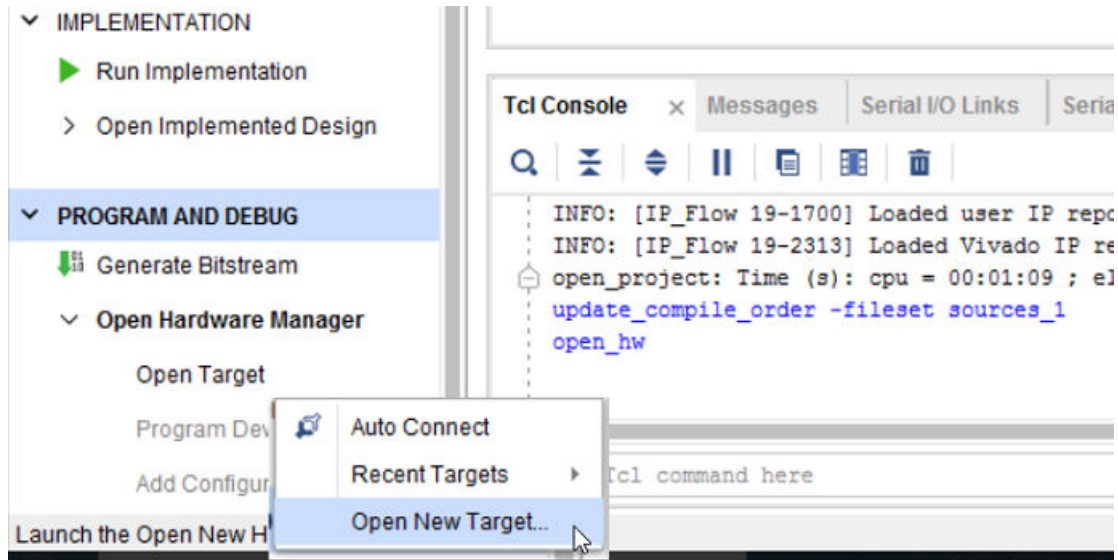 IMPLEMENTATION
Run Implementation
Open Implemented Design
PROGRAM AND DEBUG
Generate Bitstream
Open Hardware Manager
Open Target
Program Dev
Add Configur
Launch the Open New H
Auto Connect
Recent Targets
Open New Target...
Tcl Console × Messages Serial I/O Links Seria
INFO: [IP_Flow 19-1700] Loaded user IP repo
INFO: [IP_Flow 19-2313] Loaded Vivado IP re
open_project: Time (s): cpu = 00:01:09 ; el
update_compile_order -fileset sources_1
open_hw
Tcl command here